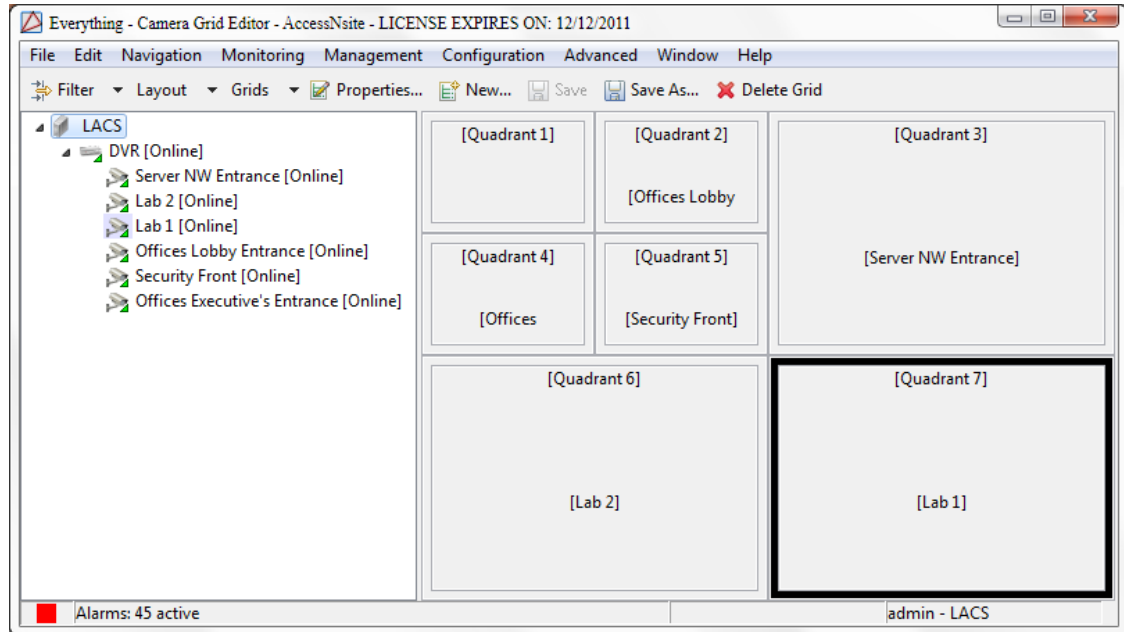 Everything - Camera Grid Editor - AccessNsite - LICENSE EXPIRES ON: 12/12/2011
File Edit Navigation Monitoring Management Configuration Advanced Window Help
Filter Layout Grids Properties... New... Save Save As... Delete Grid
LACS
DVR [Online]
Server NW Entrance [Online]
Lab 2 [Online]
Lab 1 [Online]
Offices Lobby Entrance [Online]
Security Front [Online]
Offices Executive's Entrance [Online]
[Quadrant 1]
[Quadrant 2]
[Offices Lobby
[Quadrant 3]
[Server NW Entrance]
[Quadrant 4]
[Offices
[Quadrant 5]
[Security Front]
[Quadrant 6]
[Lab 2]
[Quadrant 7]
[Lab 1]
Alarms: 45 active
admin - LACS